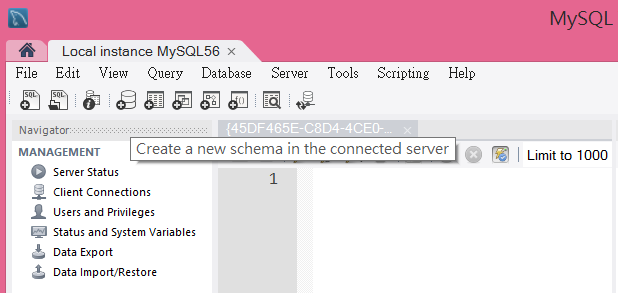 MySQL
Local instance MySQL56
File Edit View Query Database Server Tools Scripting Help
SQL SQL
Navigator
{45DF465E-C8D4-4CE0-...
MANAGEMENT
Create a new schema in the connected server
Limit to 1000
Server Status
1
Client Connections
Users and Privileges
Status and System Variables
Data Export
Data Import/Restore